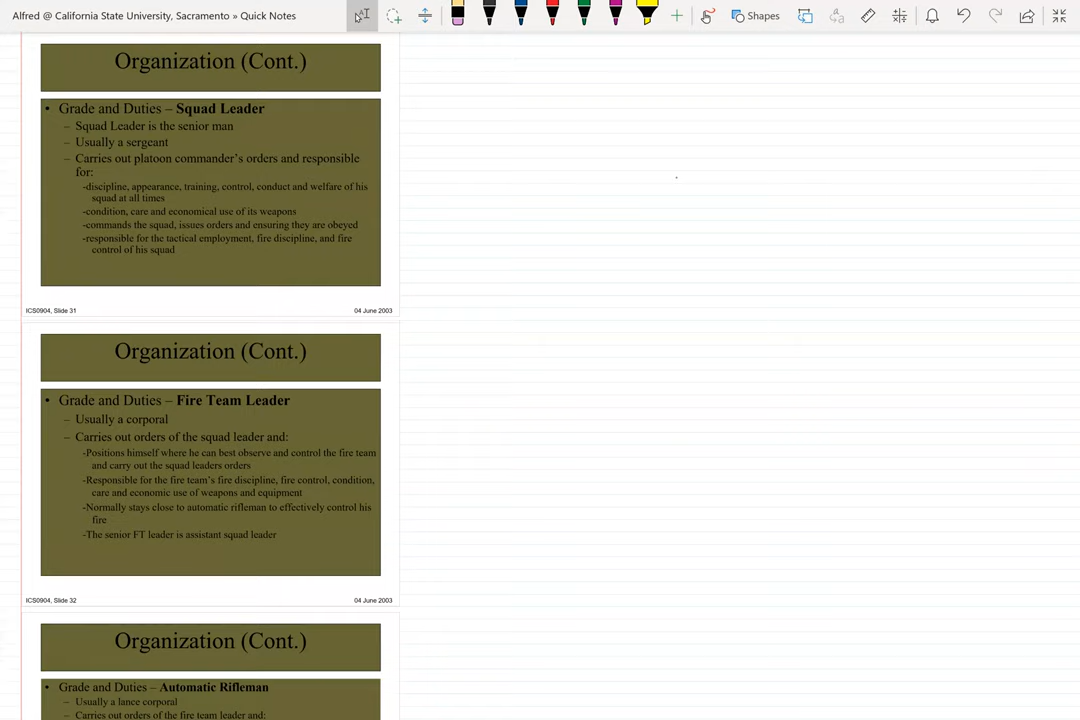 Alfred @ California State University, Sacramento » Quick Notes
Shapes
Organization (Cont.)
• Grade and Duties – Squad Leader
– Squad Leader is the senior man
– Usually a sergeant
– Carries out platoon commander's orders and responsible
for:
-discipline, appearance, training, control, conduct and welfare of his
squad at all times
-condition, care and economical use of its weapons
-commands the squad, issues orders and ensuring they are obeyed
-responsible for the tactical employment, fire discipline, and fire
control of his squad
ICS0904, Slide 31
04 June 2003
Organization (Cont.)
• Grade and Duties – Fire Team Leader
– Usually a corporal
– Carries out orders of the squad leader and:
-Positions himself where he can best observe and control the fire team
and carry out the squad leaders orders
-Responsible for the fire team's fire discipline, fire control, condition,
care and economic use of weapons and equipment
-Normally stays close to automatic rifleman to effectively control his
fire
-The senior FT leader is assistant squad leader
ICS0904, Slide 32
04 June 2003
Organization (Cont.)
• Grade and Duties – Automatic Rifleman
– Usually a lance corporal
– Carries out orders of the fire team leader and: